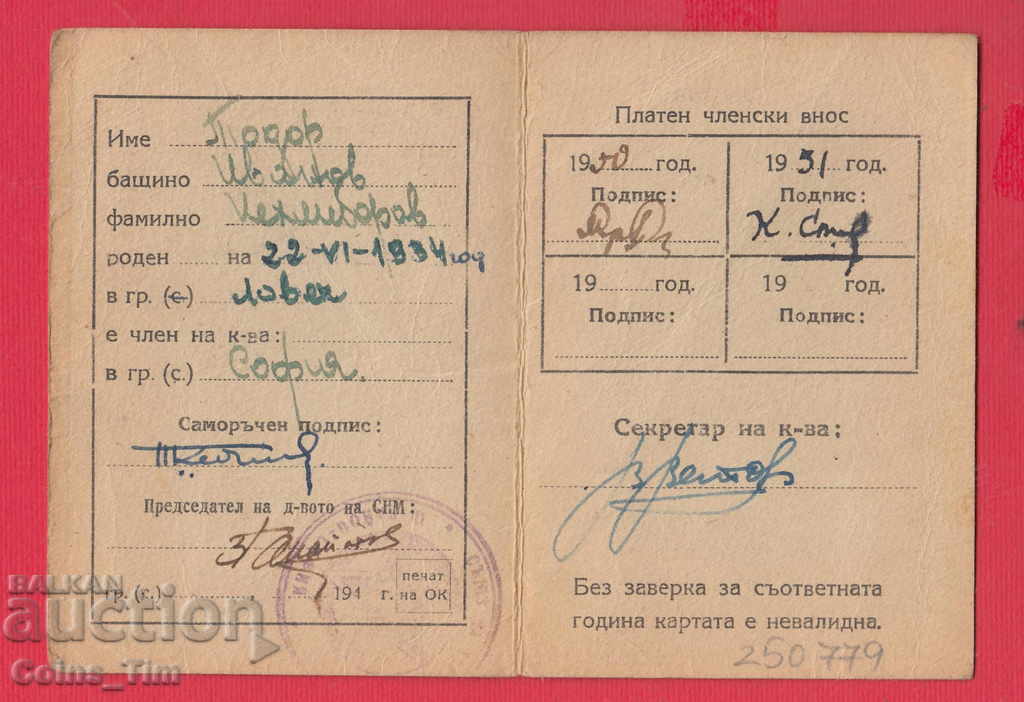 Име Тодор
бащино Иванов
фамилно
роден на 22-VI-1934 год
в гр. (с.) Ловеч
е член на к-ва:
в гр. (с.) София.
Саморъчен подпис:
Председател на д-вото на СНМ:
гр. (с.) , 194 г.
печат
на ОК
Платен членски внос
1950 год.
Подпис:
1951 год.
Подпис:
К.
19 год.
Подпис:
19 год.
Подпис:
Секретар на к-ва:
Без заверка за съответната
година картата е невалидна.
250779
BALKAN
auction
Coins_Tim